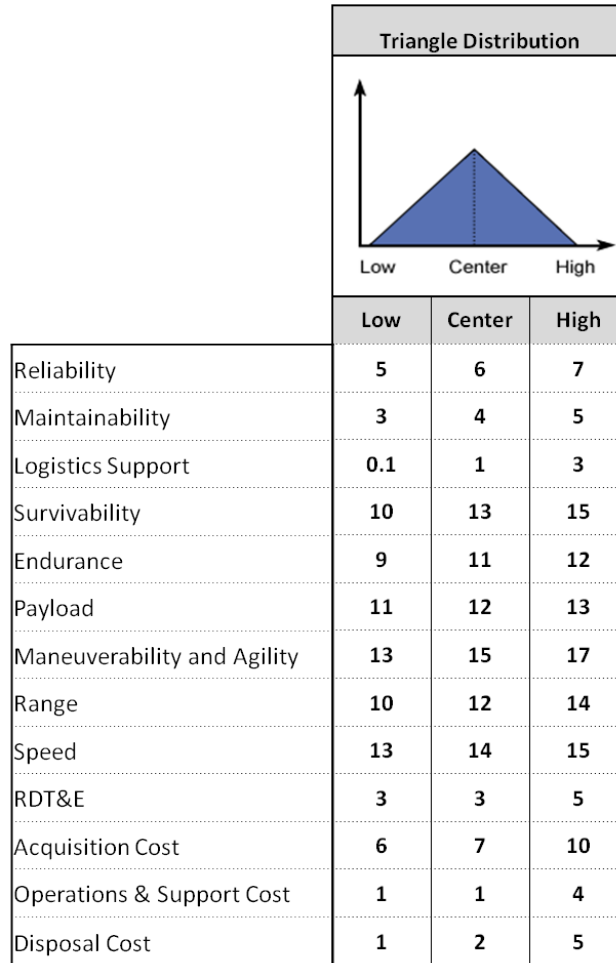 Triangle Distribution
Low Center High
Low Center High
Reliability 5 6 7
Maintainability 3 4 5
Logistics Support 0.1 1 3
Survivability 10 13 15
Endurance 9 11 12
Payload 11 12 13
Maneuverability and Agility 13 15 17
Range 10 12 14
Speed 13 14 15
RDT&E 3 3 5
Acquisition Cost 6 7 10
Operations & Support Cost 1 1 4
Disposal Cost 1 2 5